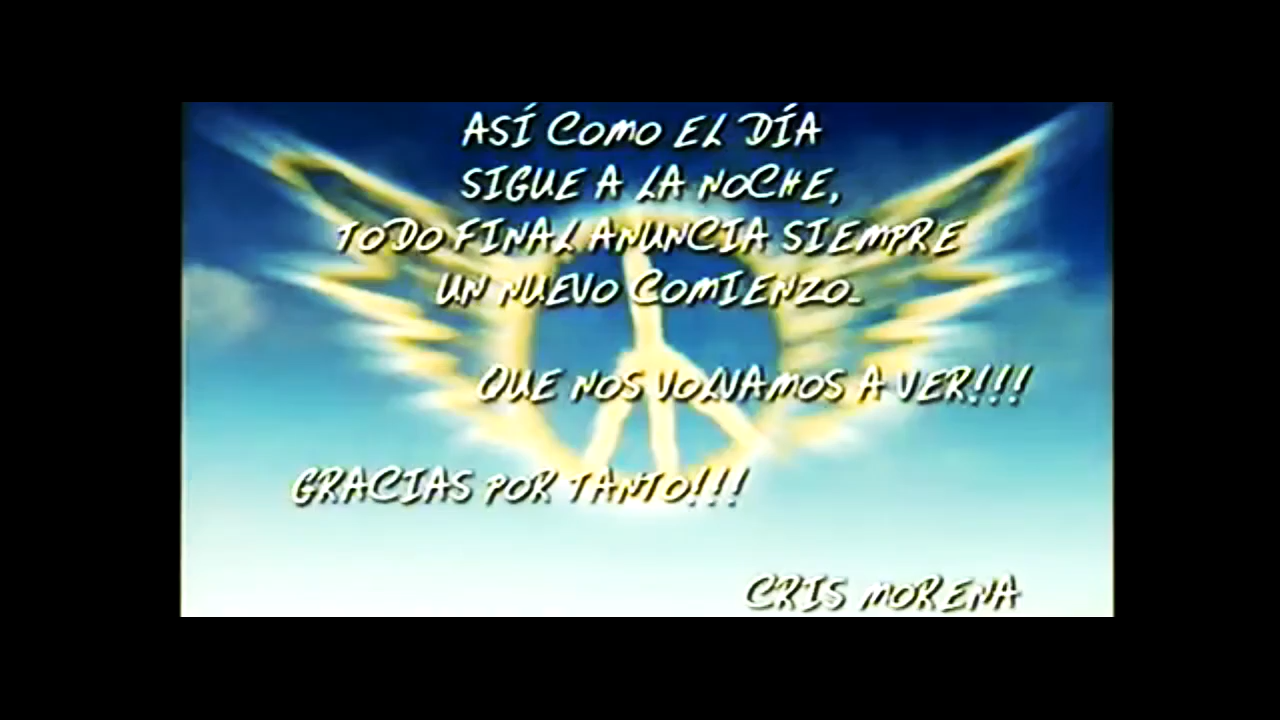 ASÍ COMO EL DÍA
SIGUE A LA NOCHE,
TODO FINAL ANUNCIA SIEMPRE
UN NUEVO COMIENZO..
QUE NOS VOLVAMOS A VER!!!
GRACIAS POR TANTO!!!
CRIS MORENA